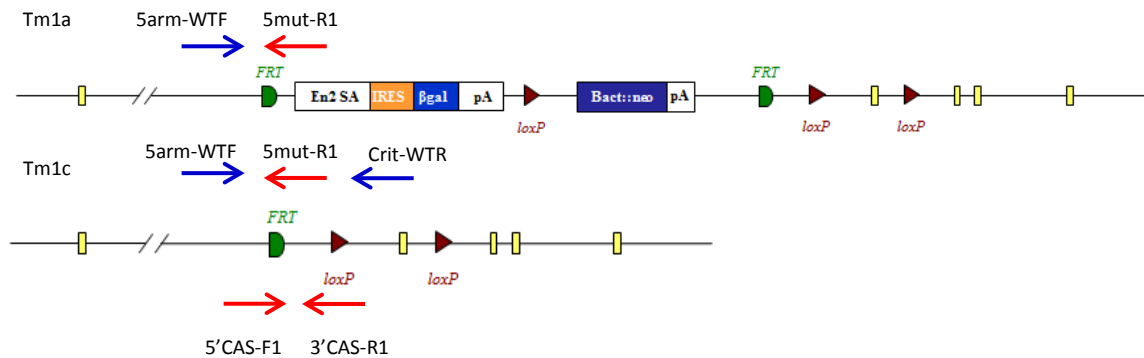 Tm1a 5arm-WTF 5mut-R1
FRT FRT
En2 SA IRES βgal pA Bact::neo pA
loxP loxP loxP
Tm1c 5arm-WTF 5mut-R1 Crit-WTR
FRT
loxP loxP
5’CAS-F1 3’CAS-R1